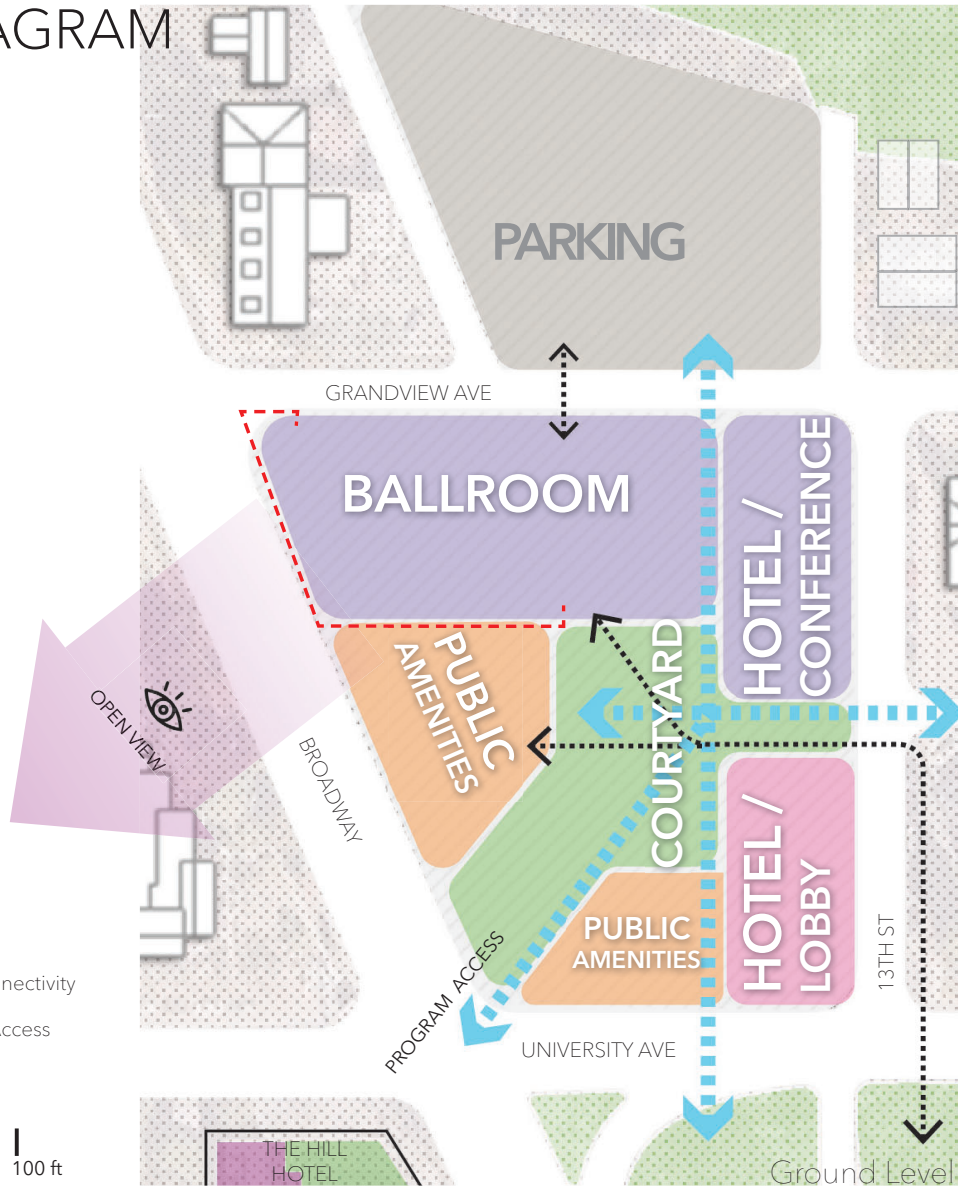 AGRAM
PARKING
GRANDVIEW AVE
BALLROOM
HOTEL /
CONFERENCE
PUBLIC
AMENITIES
COURTYARD
OPEN VIEW
BROADWAY
HOTEL /
LOBBY
PUBLIC
AMENITIES
13TH ST
PROGRAM ACCESS
nectivity
ccess
UNIVERSITY AVE
THE HILL
HOTEL
100 ft
Ground Level